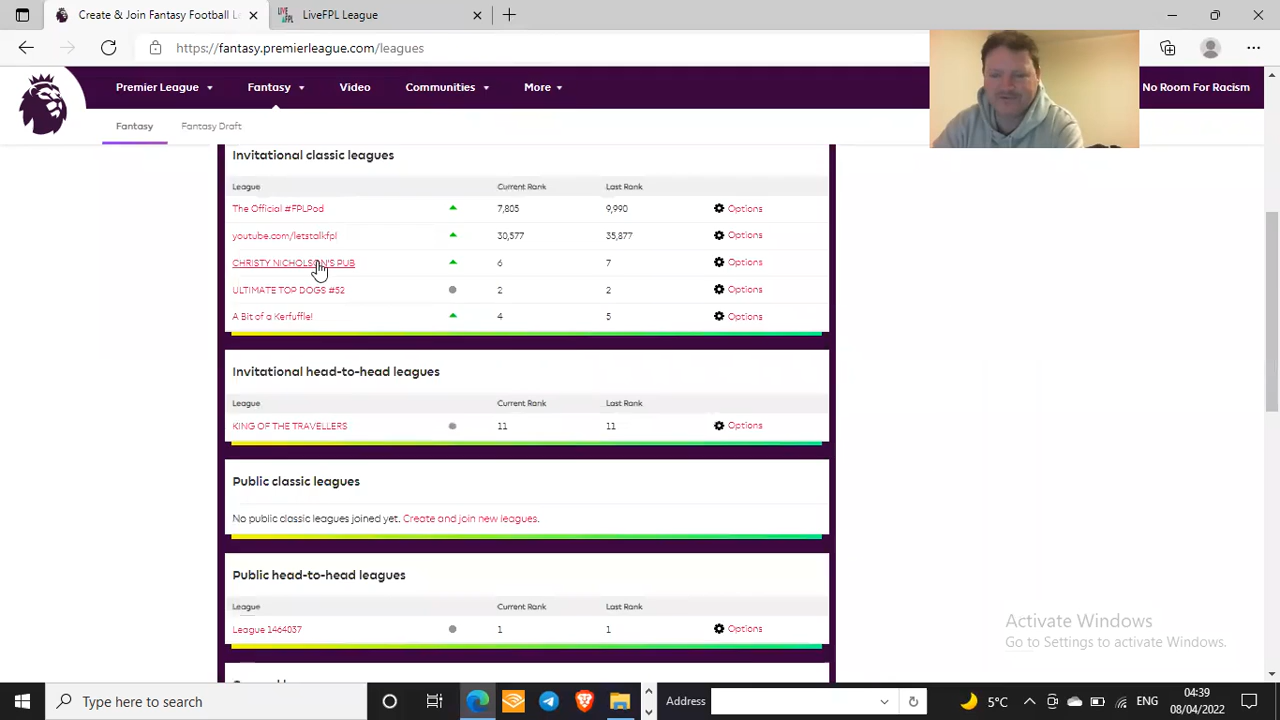 Create & Join Fantasy Football L
LiveFPL
https://fantasy.premierleague.com/leagues
Premier League Fantasy Video Communities More No Room For Racism
Fantasy Fantasy Draft
Invitational classic leagues
League Current Rank Last Rank
The Official #FPLPod 7,805 9,990 Options
youtube.com/letstalkfpl 30,577 35,877 Options
CHRISTY NICHOLSON'S PUB 6 7 Options
ULTIMATE TOP DOGS #52 2 2 Options
A Bit of a Kerfuffle! 4 5 Options
Invitational head-to-head leagues
League Current Rank Last Rank
KING OF THE TRAVELLERS 11 11 Options
Public classic leagues
No public classic leagues joined yet. Create and join new leagues.
Public head-to-head leagues
League Current Rank Last Rank
League 1464037 1 1 Options
Activate Windows
Go to Settings to activate Windows.
Type here to search
Address
5°C
ENG
04:39
08/04/2022